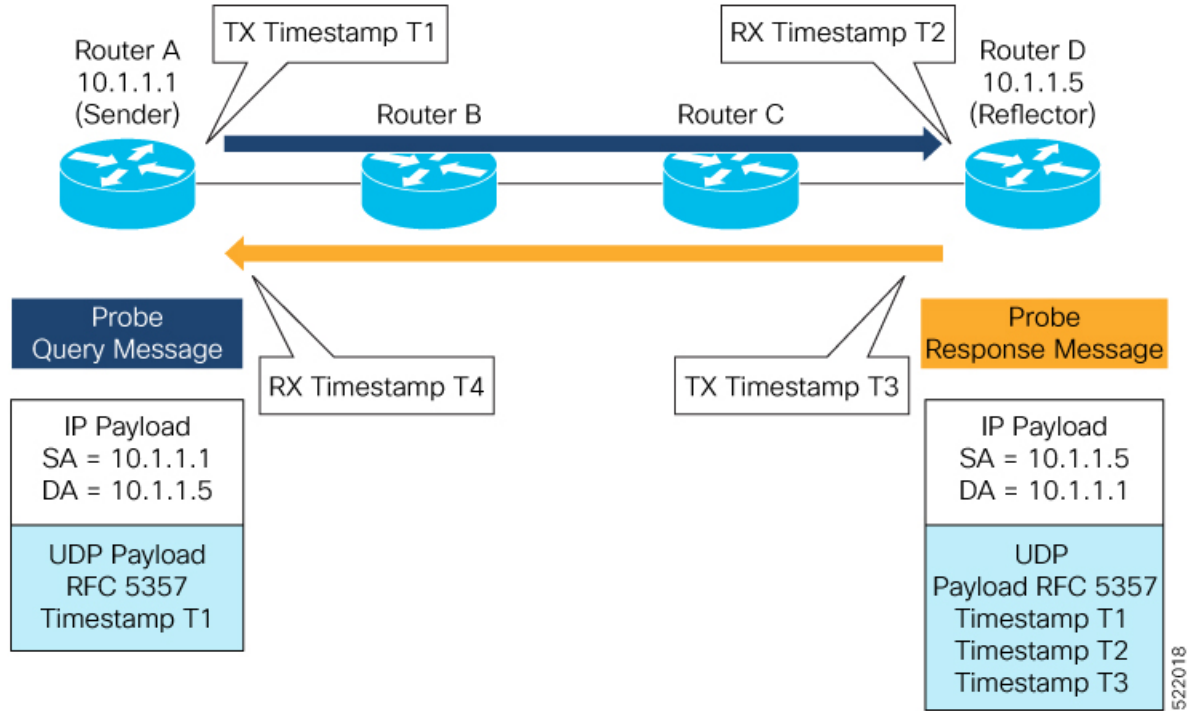 TX Timestamp T1
RX Timestamp T2
Router A
10.1.1.1
(Sender)
Router B
Router C
Router D
10.1.1.5
(Reflector)
Probe
Query Message
RX Timestamp T4
TX Timestamp T3
Probe
Response Message
IP Payload
SA = 10.1.1.1
DA = 10.1.1.5
UDP Payload
RFC 5357
Timestamp T1
IP Payload
SA = 10.1.1.5
DA = 10.1.1.1
UDP
Payload RFC 5357
Timestamp T1
Timestamp T2
Timestamp T3
522018